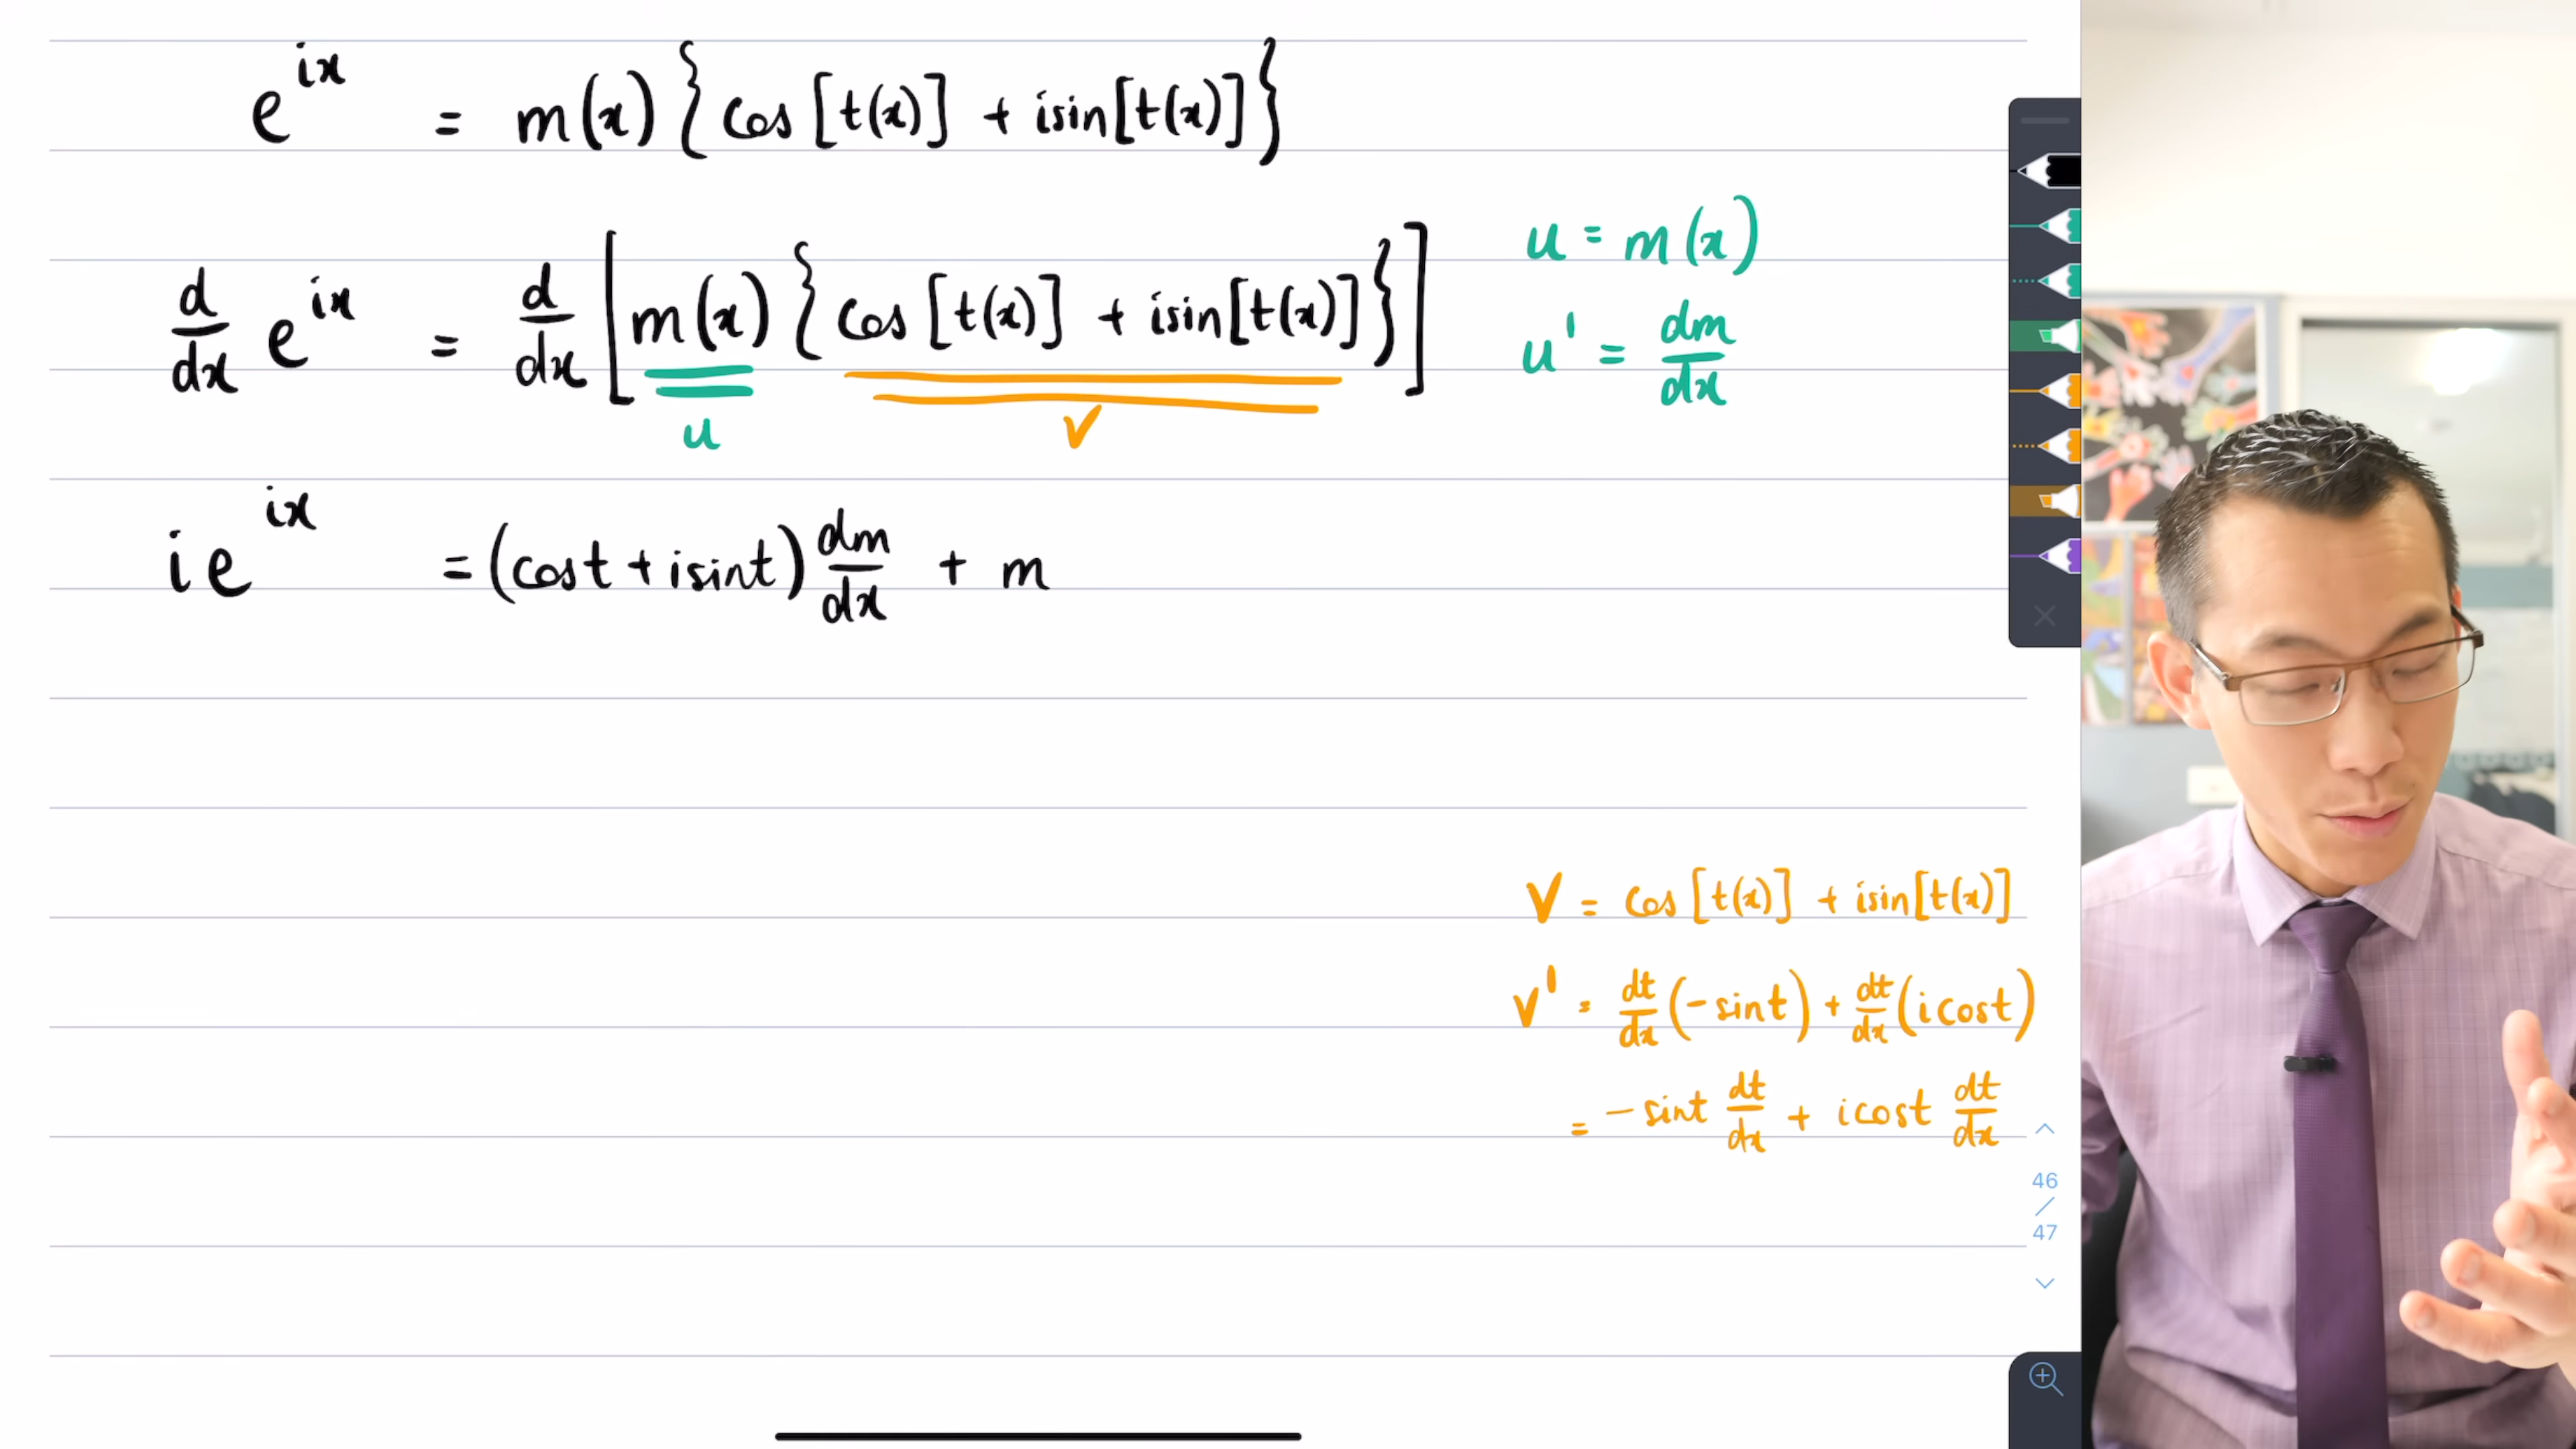 e^{ix} = m(x){cos[t(x)] + isin[t(x)]}
d/dx e^{ix} = d/dx [m(x){cos[t(x)] + isin[t(x)]}]
u
v
u = m(x)
u' = dm/dx
ie^{ix} = (cost + isint) dm/dx + m
v = cos[t(x)] + isin[t(x)]
v' = dt/dx (-sint) + dt/dx (icost)
= -sint dt/dx + icost dt/dx
46
/
47